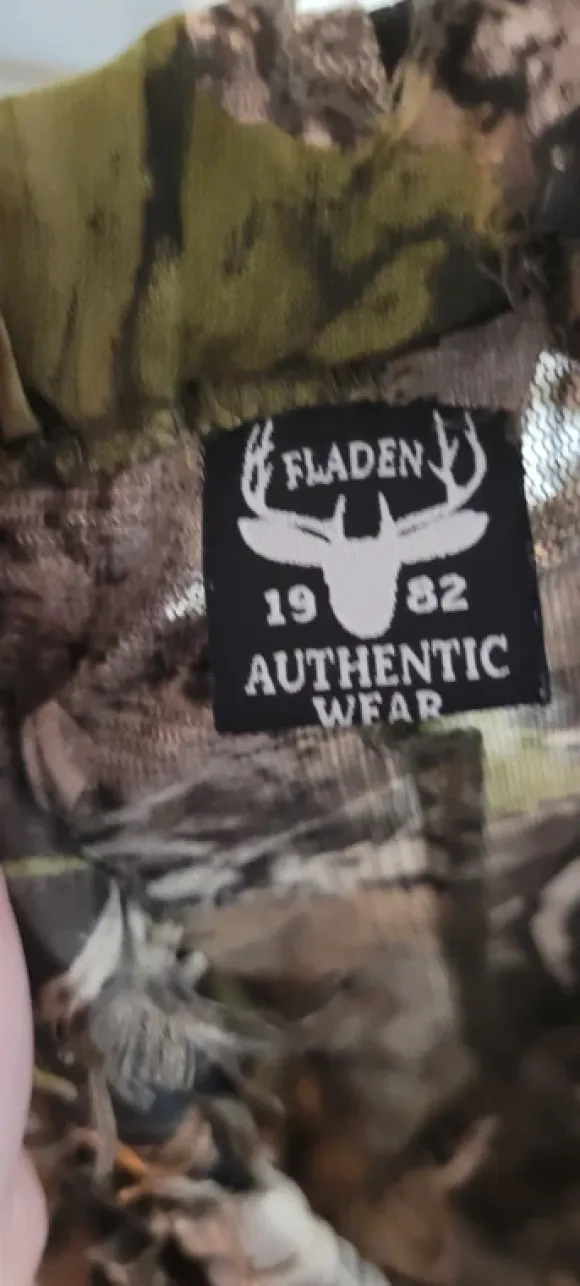 FLADEN
19 82
AUTHENTIC
WEAR